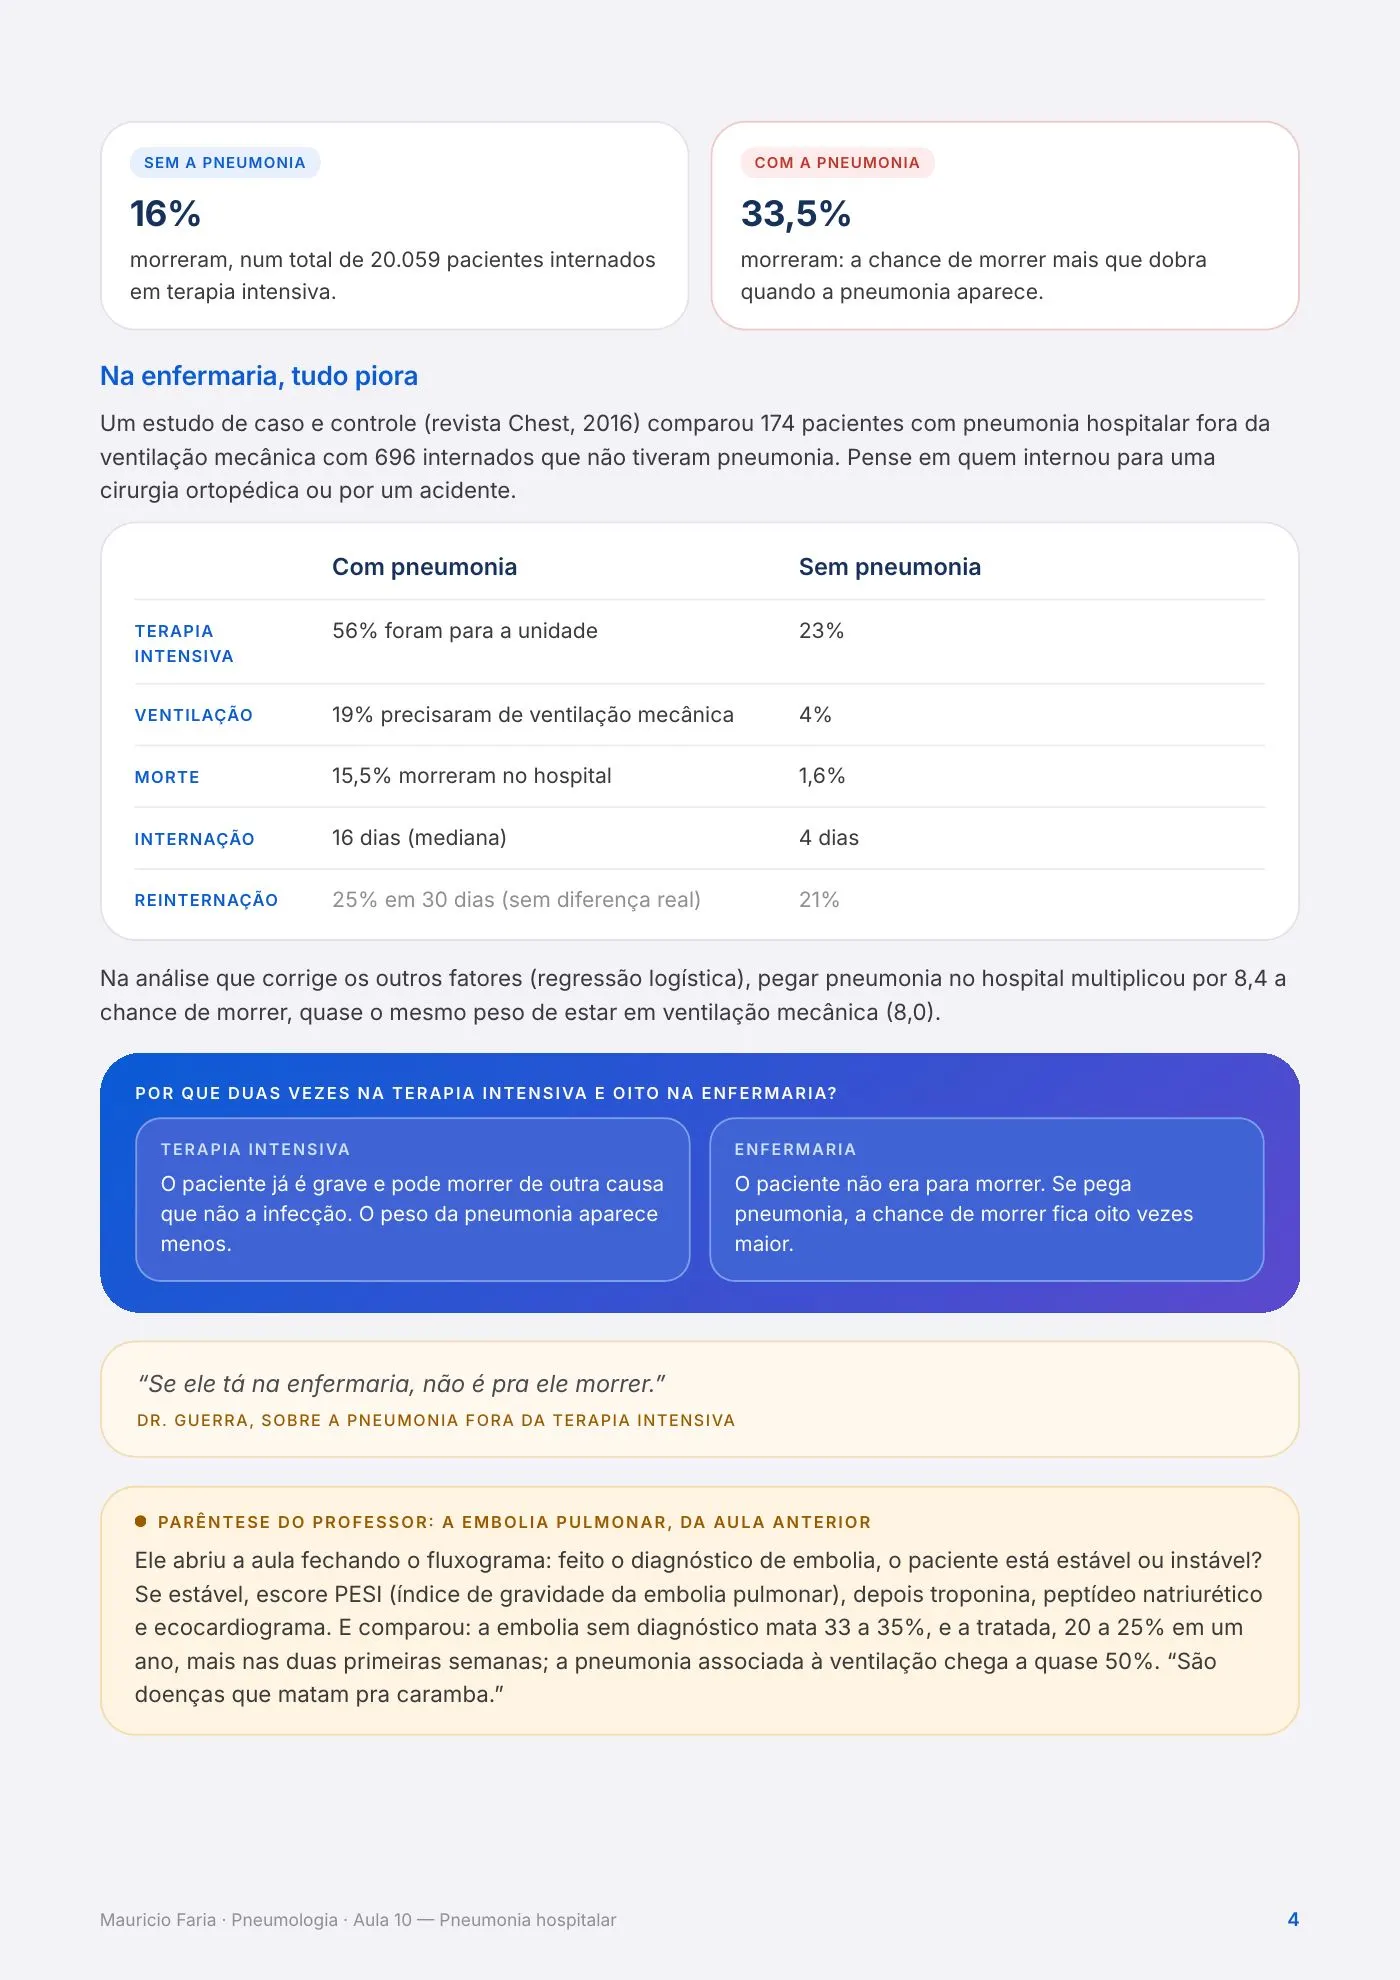 SEM A PNEUMONIA
16%
morreram, num total de 20.059 pacientes internados
em terapia intensiva.
COM A PNEUMONIA
33,5%
morreram: a chance de morrer mais que dobra
quando a pneumonia aparece.
Na enfermaria, tudo piora
Um estudo de caso e controle (revista Chest, 2016) comparou 174 pacientes com pneumonia hospitalar fora da
ventilação mecânica com 696 internados que não tiveram pneumonia. Pense em quem internou para uma
cirurgia ortopédica ou por um acidente.
Com pneumonia Sem pneumonia
TERAPIA
INTENSIVA
56% foram para a unidade 23%
VENTILAÇÃO 19% precisaram de ventilação mecânica 4%
MORTE 15,5% morreram no hospital 1,6%
INTERNAÇÃO 16 dias (mediana) 4 dias
REINTERNAÇÃO 25% em 30 dias (sem diferença real) 21%
Na análise que corrige os outros fatores (regressão logística), pegar pneumonia no hospital multiplicou por 8,4 a
chance de morrer, quase o mesmo peso de estar em ventilação mecânica (8,0).
POR QUE DUAS VEZES NA TERAPIA INTENSIVA E OITO NA ENFERMARIA?
TERAPIA INTENSIVA
O paciente já é grave e pode morrer de outra causa
que não a infecção. O peso da pneumonia aparece
menos.
ENFERMARIA
O paciente não era para morrer. Se pega
pneumonia, a chance de morrer fica oito vezes
maior.
“Se ele tá na enfermaria, não é pra ele morrer.”
DR. GUERRA, SOBRE A PNEUMONIA FORA DA TERAPIA INTENSIVA
PARÊNTESE DO PROFESSOR: A EMBOLIA PULMONAR, DA AULA ANTERIOR
Ele abriu a aula fechando o fluxograma: feito o diagnóstico de embolia, o paciente está estável ou instável?
Se estável, escore PESI (índice de gravidade da embolia pulmonar), depois troponina, peptídeo natriurético
e ecocardiograma. E comparou: a embolia sem diagnóstico mata 33 a 35%, e a tratada, 20 a 25% em um
ano, mais nas duas primeiras semanas; a pneumonia associada à ventilação chega a quase 50%. “São
doenças que matam pra caramba.”
Mauricio Faria · Pneumologia · Aula 10 — Pneumonia hospitalar
4